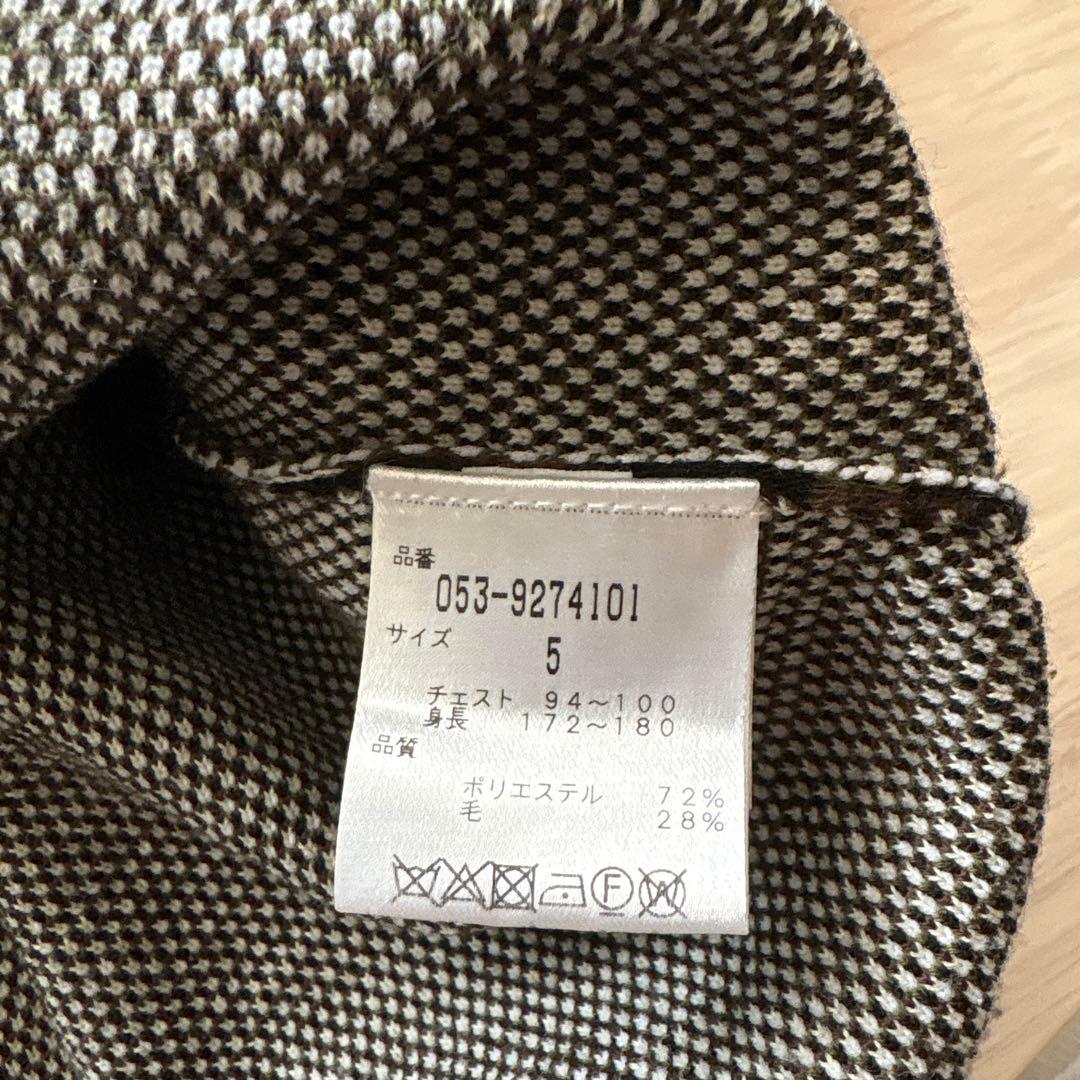 品番
053-9274101
サイズ
5
チェスト 94～100
身長 172～180
品質
ポリエステル 72%
毛 28%
F W